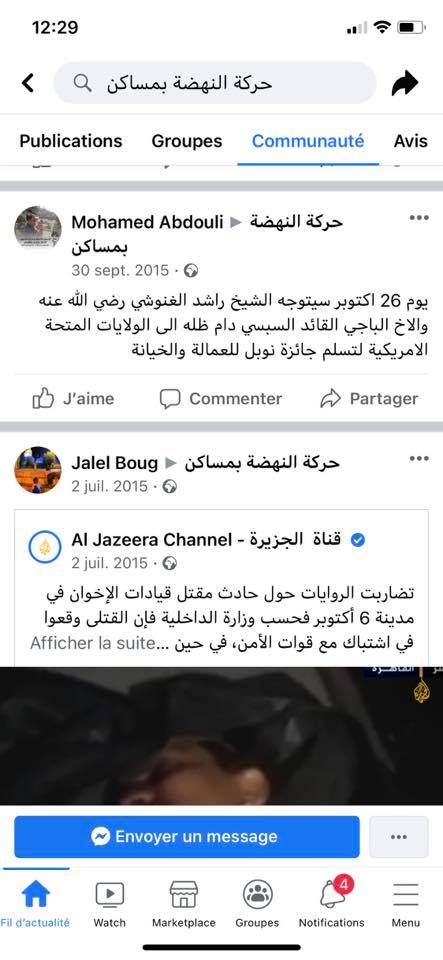 12:29
حركة النهضة بمساكن
Publications Groupes Communauté Avis
Mohamed Abdouli ▸ حركة النهضة
بمساكن
30 sept. 2015 ·
يوم 26 اكتوبر سيتوجه الشيخ راشد الغنوشي رضي الله عنه
والاخ الباجي القائد السبسي دام ظله الى الولايات المتحة
الامريكية لتسلم جائزة نوبل للعمالة والخيانة
J'aime Commenter Partager
Jalel Boug ▸ حركة النهضة بمساكن
2 juil. 2015 ·
Al Jazeera Channel - قناة الجزيرة
2 juil. 2015 ·
تضاربت الروايات حول حادث مقتل قيادات الإخوان في
مدينة 6 أكتوبر فحسب وزارة الداخلية فإن القتلى وقعوا
في اشتباك مع قوات الأمن، في حين ... Afficher la suite
القاهرة
Envoyer un message
4
Fil d'actualité Watch Marketplace Groupes Notifications Menu